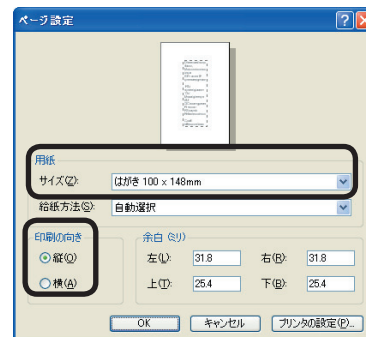 ページ設定
用紙
サイズ(Z): はがき 100 x 148mm
給紙方法(S): 自動選択
印刷の向き
縦(O)
横(A)
余白 (ミリ)
左(L): 31.8 右(R): 31.8
上(T): 25.4 下(B): 25.4
OK キャンセル プリンタの設定(P)...